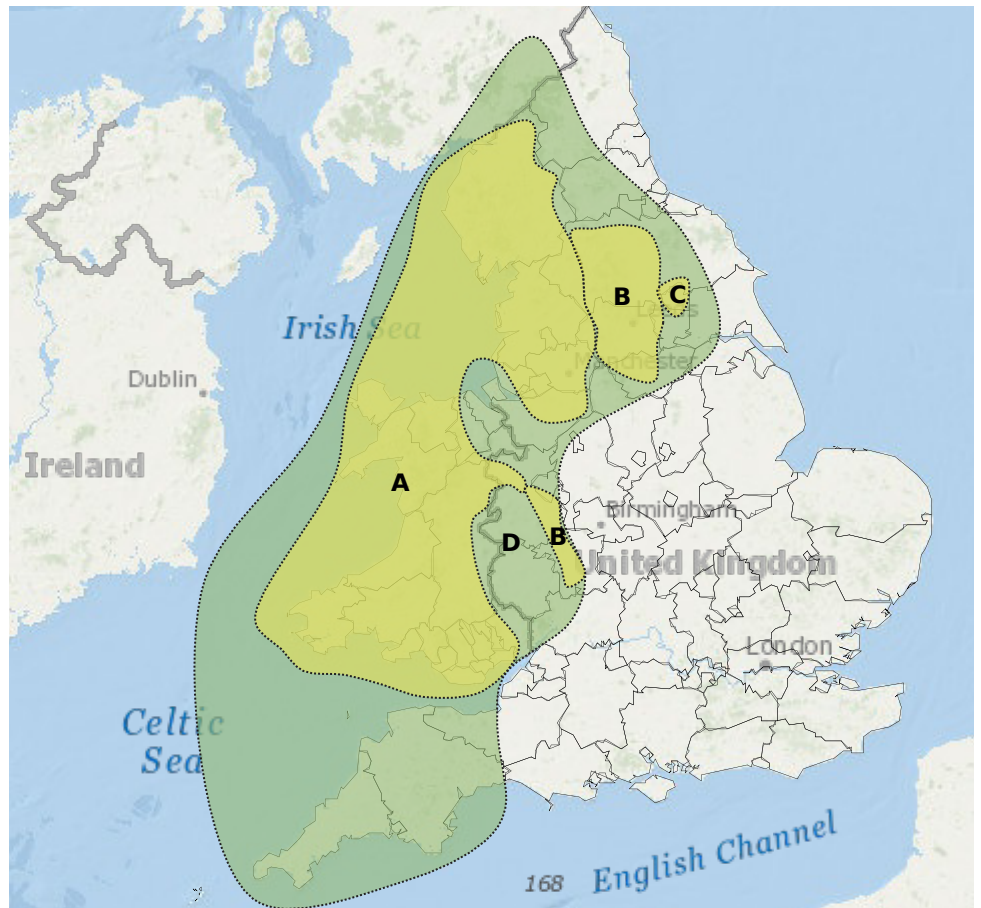 B
C
Leeds
Irish Sea
Manchester
Dublin
Ireland
A
Birmingham
D
B
United Kingdom
London
Celtic
Sea
English Channel
168